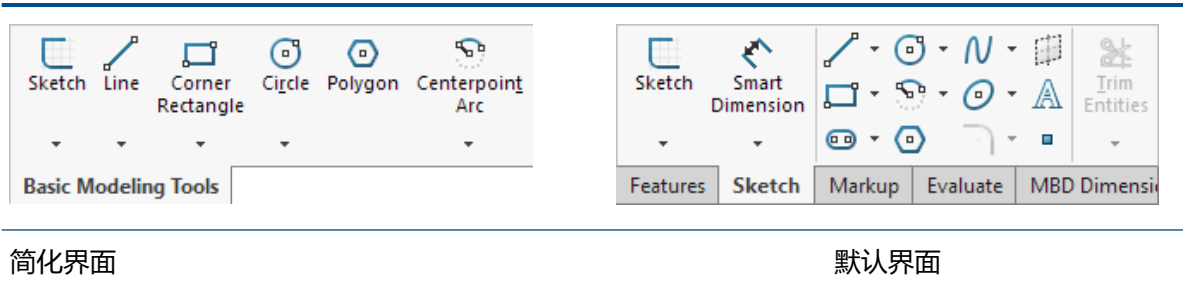 Sketch Line Corner Rectangle Circle Polygon Centerpoint Arc
Basic Modeling Tools
Sketch Smart Dimension Trim Entities
Features Sketch Markup Evaluate MBD Dimensi
简化界面
默认界面